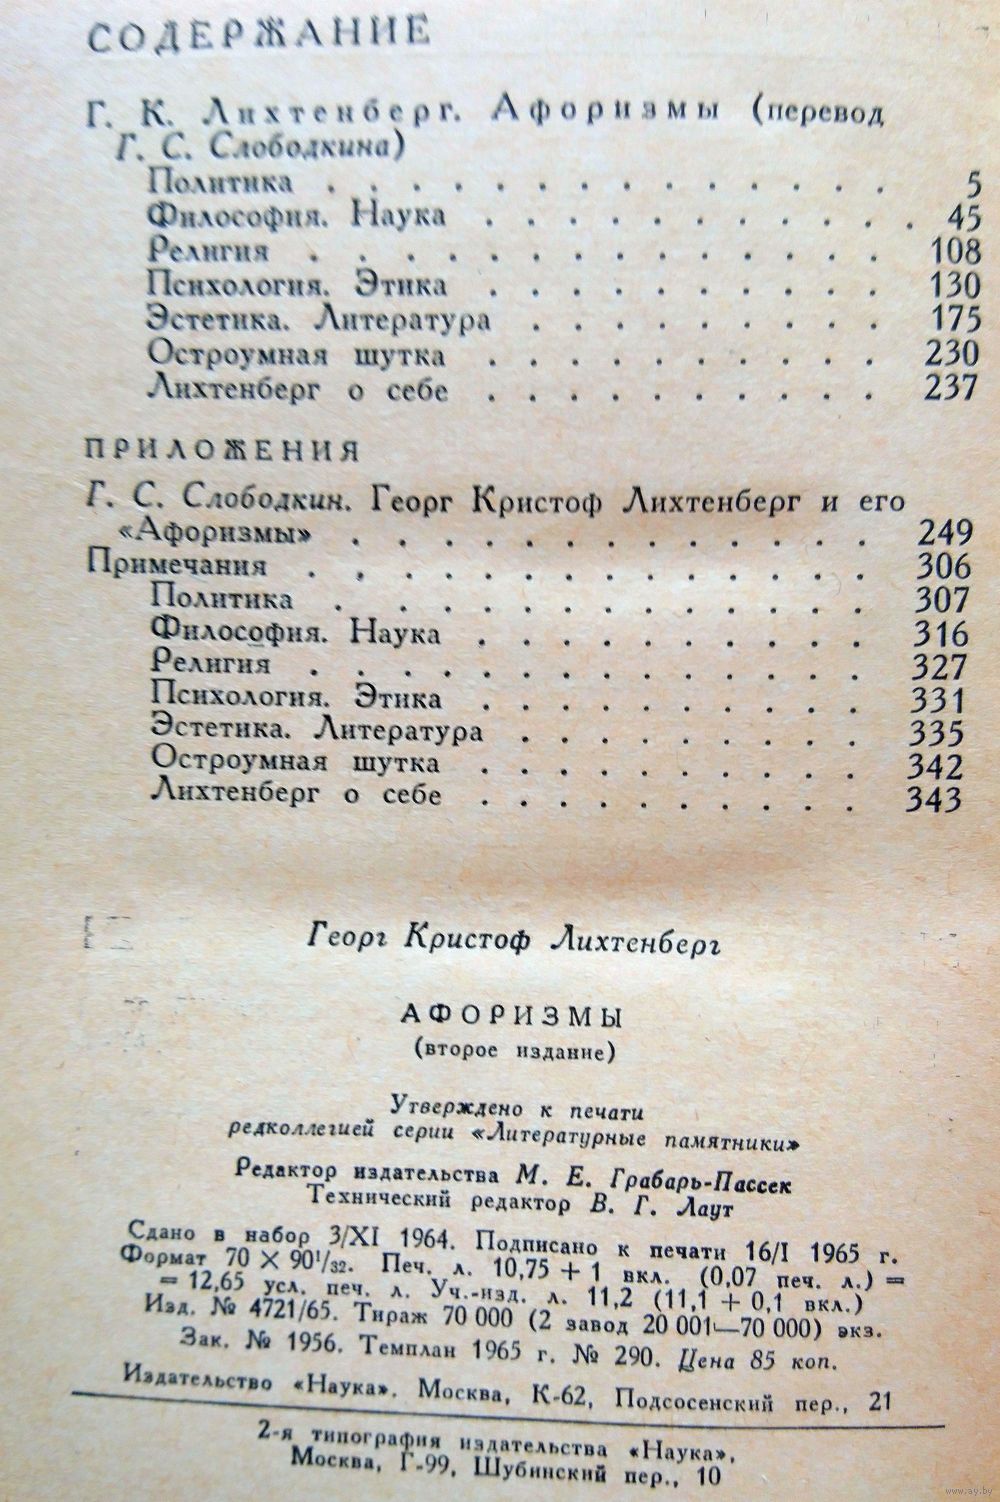 СОДЕРЖАНИЕ
Г. К. Лихтенберг. Афоризмы (перевод
Г. С. Слободкина)
Политика . . . . . . . . . . . . . . 5
Философия. Наука . . . . . . . . . . . 45
Религия . . . . . . . . . . . . . . 108
Психология. Этика . . . . . . . . . . 130
Эстетика. Литература . . . . . . . . . 175
Остроумная шутка . . . . . . . . . . 230
Лихтенберг о себе . . . . . . . . . . 237
ПРИЛОЖЕНИЯ
Г. С. Слободкин. Георг Кристоф Лихтенберг и его
«Афоризмы» . . . . . . . . . . . . . 249
Примечания . . . . . . . . . . . . 306
Политика . . . . . . . . . . . . . 307
Философия. Наука . . . . . . . . . . 316
Религия . . . . . . . . . . . . . . 327
Психология. Этика . . . . . . . . . . 331
Эстетика. Литература . . . . . . . . . 335
Остроумная шутка . . . . . . . . . . 342
Лихтенберг о себе . . . . . . . . . . 343
Георг Кристоф Лихтенберг
АФОРИЗМЫ
(второе издание)
Утверждено к печати
редколлегией серии «Литературные памятники»
Редактор издательства М. Е. Грабарь-Пассек
Технический редактор В. Г. Лаут
Сдано в набор 3/XI 1964. Подписано к печати 16/I 1965 г.
Формат 70 × 90¹/₃₂. Печ. л. 10,75 + 1 вкл. (0,07 печ. л.) =
= 12,65 усл. печ. л. Уч.-изд. л. 11,2 (11,1 + 0,1 вкл.)
Изд. № 4721/65. Тираж 70 000 (2 завод 20 001—70 000) экз.
Зак. № 1956. Темплан 1965 г. № 290. Цена 85 коп.
Издательство «Наука». Москва, К-62, Подсосенский пер., 21
2-я типография издательства «Наука».
Москва, Г-99, Шубинский пер., 10
www.ay.by